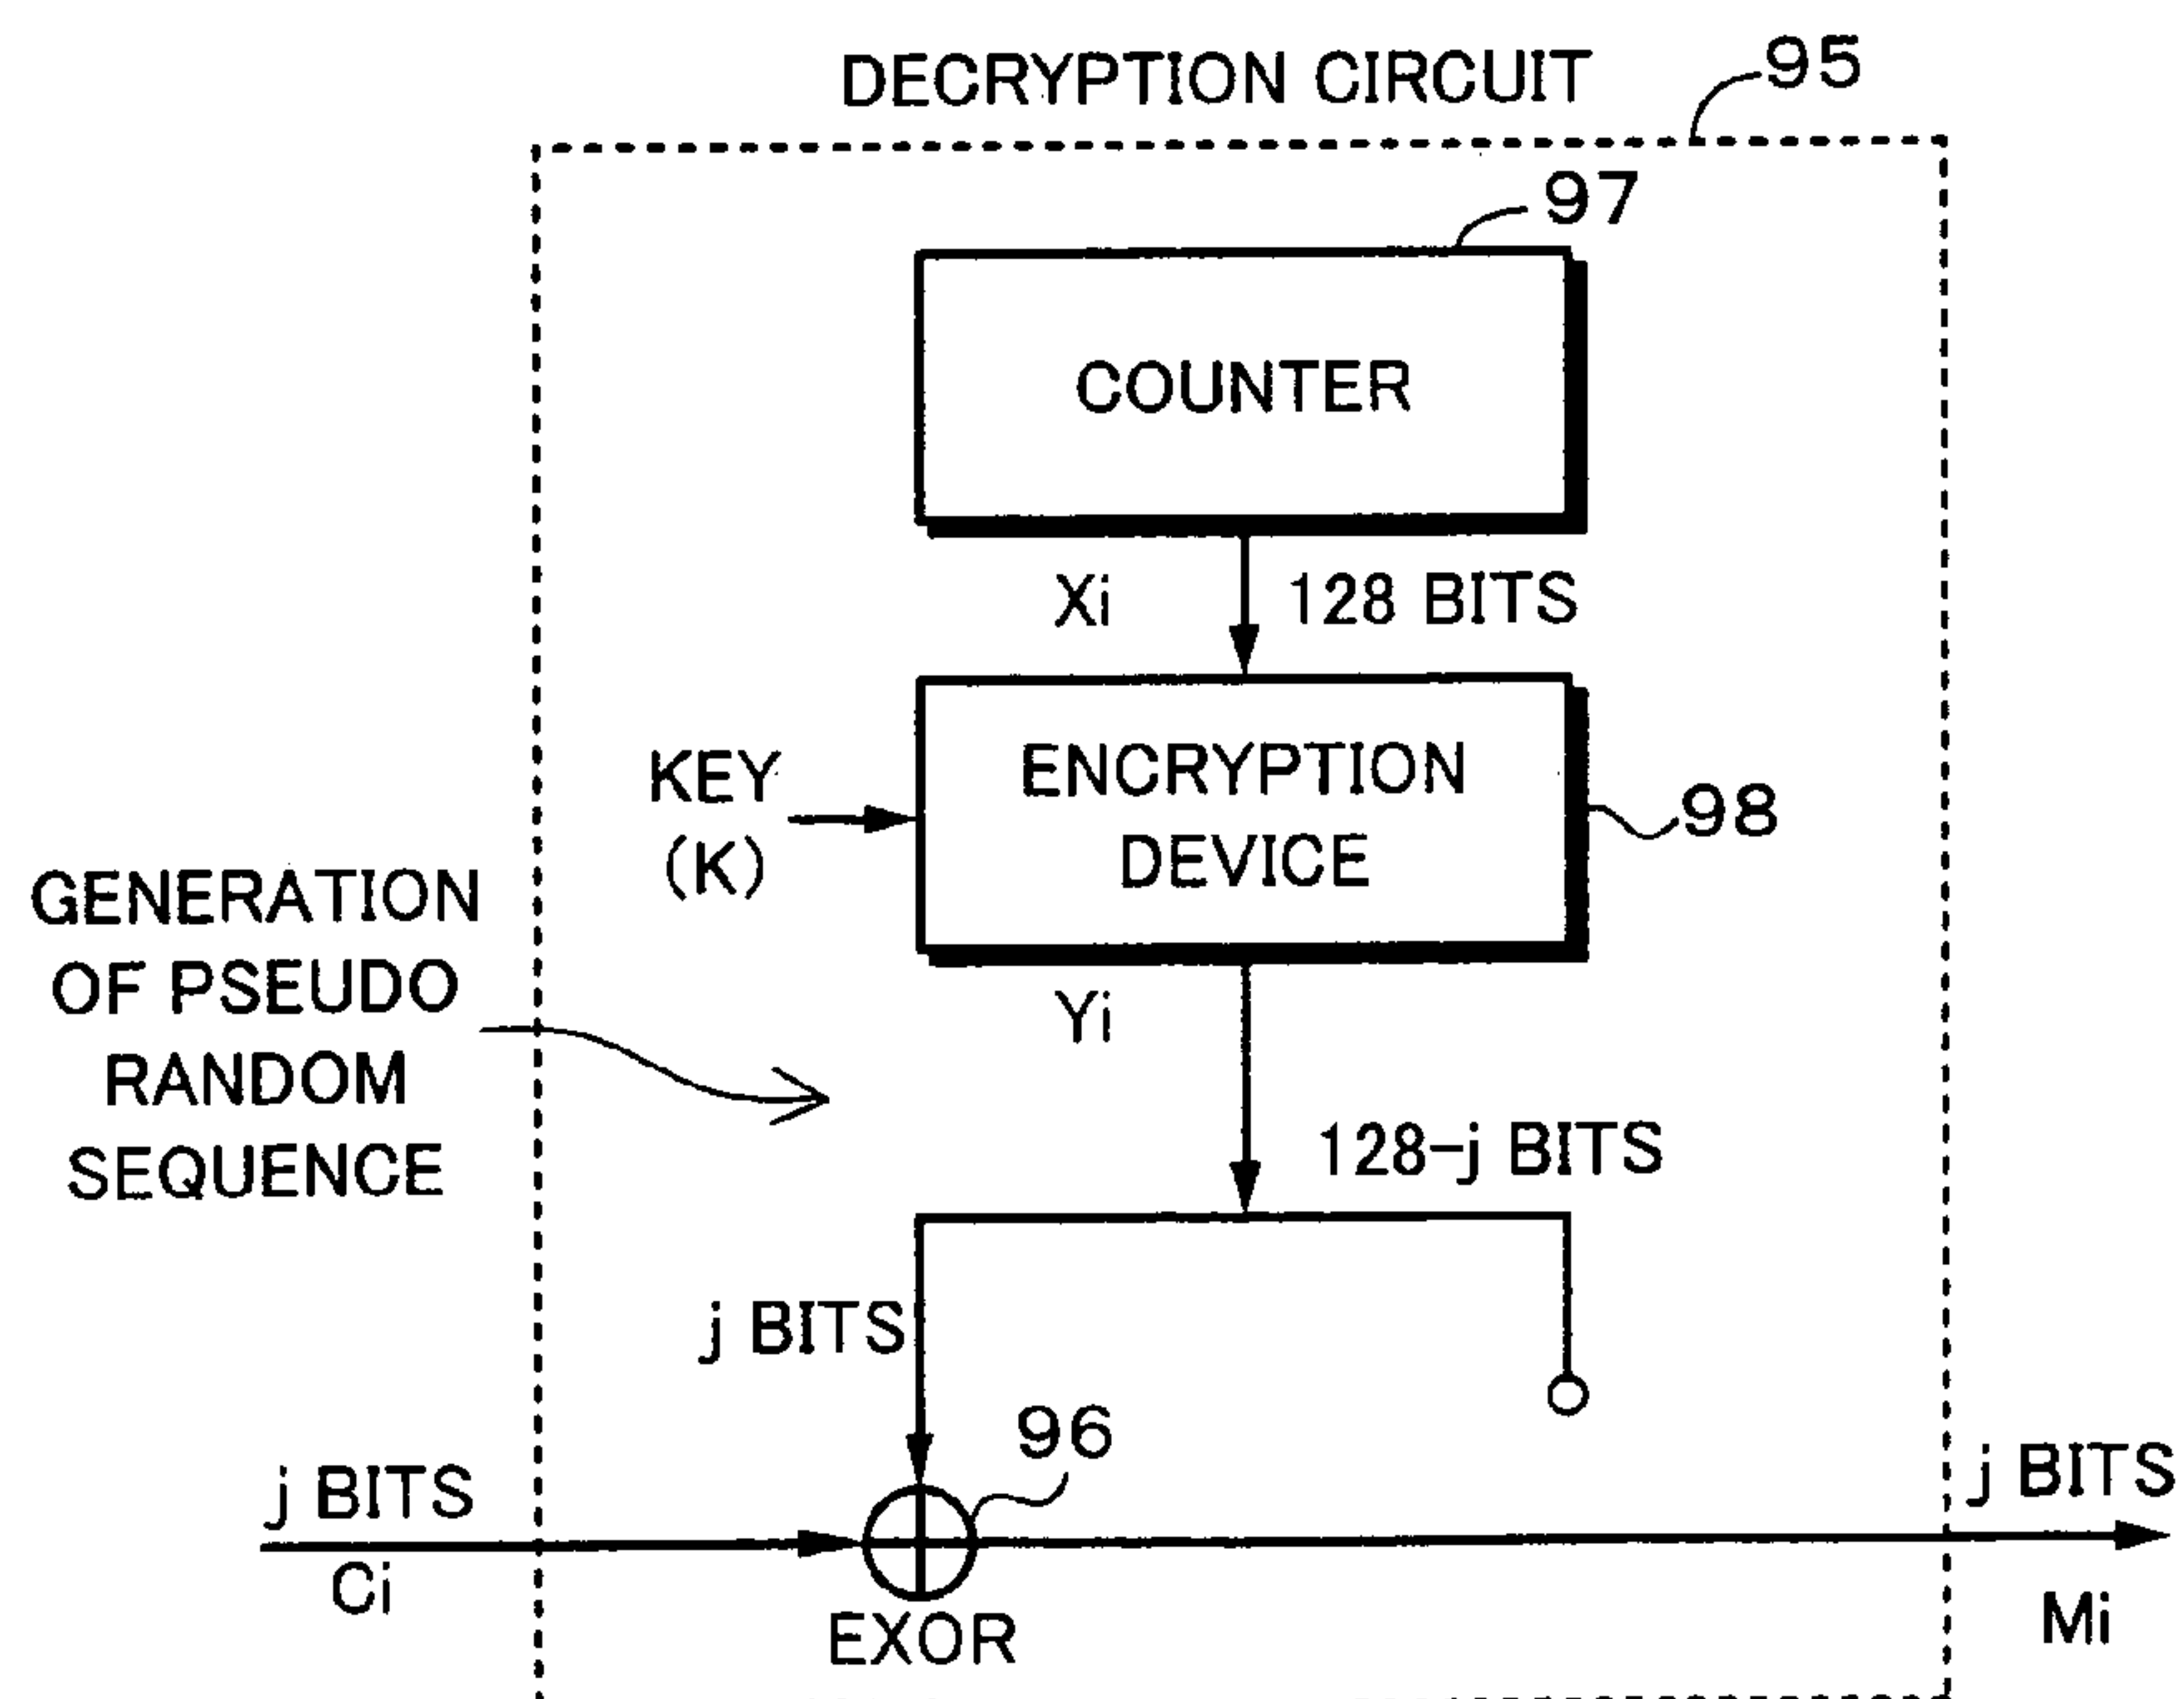 DECRYPTION CIRCUIT
95
97
COUNTER
Xi
128 BITS
KEY
(K)
ENCRYPTION
DEVICE
98
GENERATION
OF PSEUDO
RANDOM
SEQUENCE
Yi
128-j BITS
j BITS
96
j BITS
Ci
EXOR
j BITS
Mi